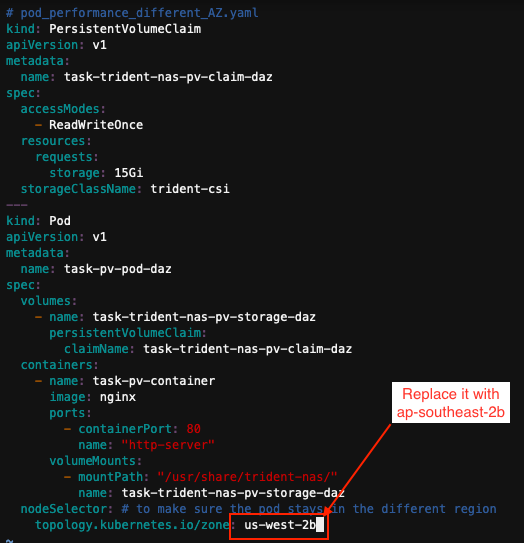 # pod_performance_different_AZ.yaml
kind: PersistentVolumeClaim
apiVersion: v1
metadata:
  name: task-trident-nas-pv-claim-daz
spec:
  accessModes:
    - ReadWriteOnce
  resources:
    requests:
      storage: 15Gi
  storageClassName: trident-csi
---
kind: Pod
apiVersion: v1
metadata:
  name: task-pv-pod-daz
spec:
  volumes:
    - name: task-trident-nas-pv-storage-daz
      persistentVolumeClaim:
        claimName: task-trident-nas-pv-claim-daz
  containers:
    - name: task-pv-container
      image: nginx
      ports:
        - containerPort: 80
          name: "http-server"
      volumeMounts:
        - mountPath: "/usr/share/trident-nas/"
          name: task-trident-nas-pv-storage-daz
  nodeSelector: # to make sure the pod stays in the different region
    topology.kubernetes.io/zone: us-west-2b
~
Replace it with
ap-southeast-2b